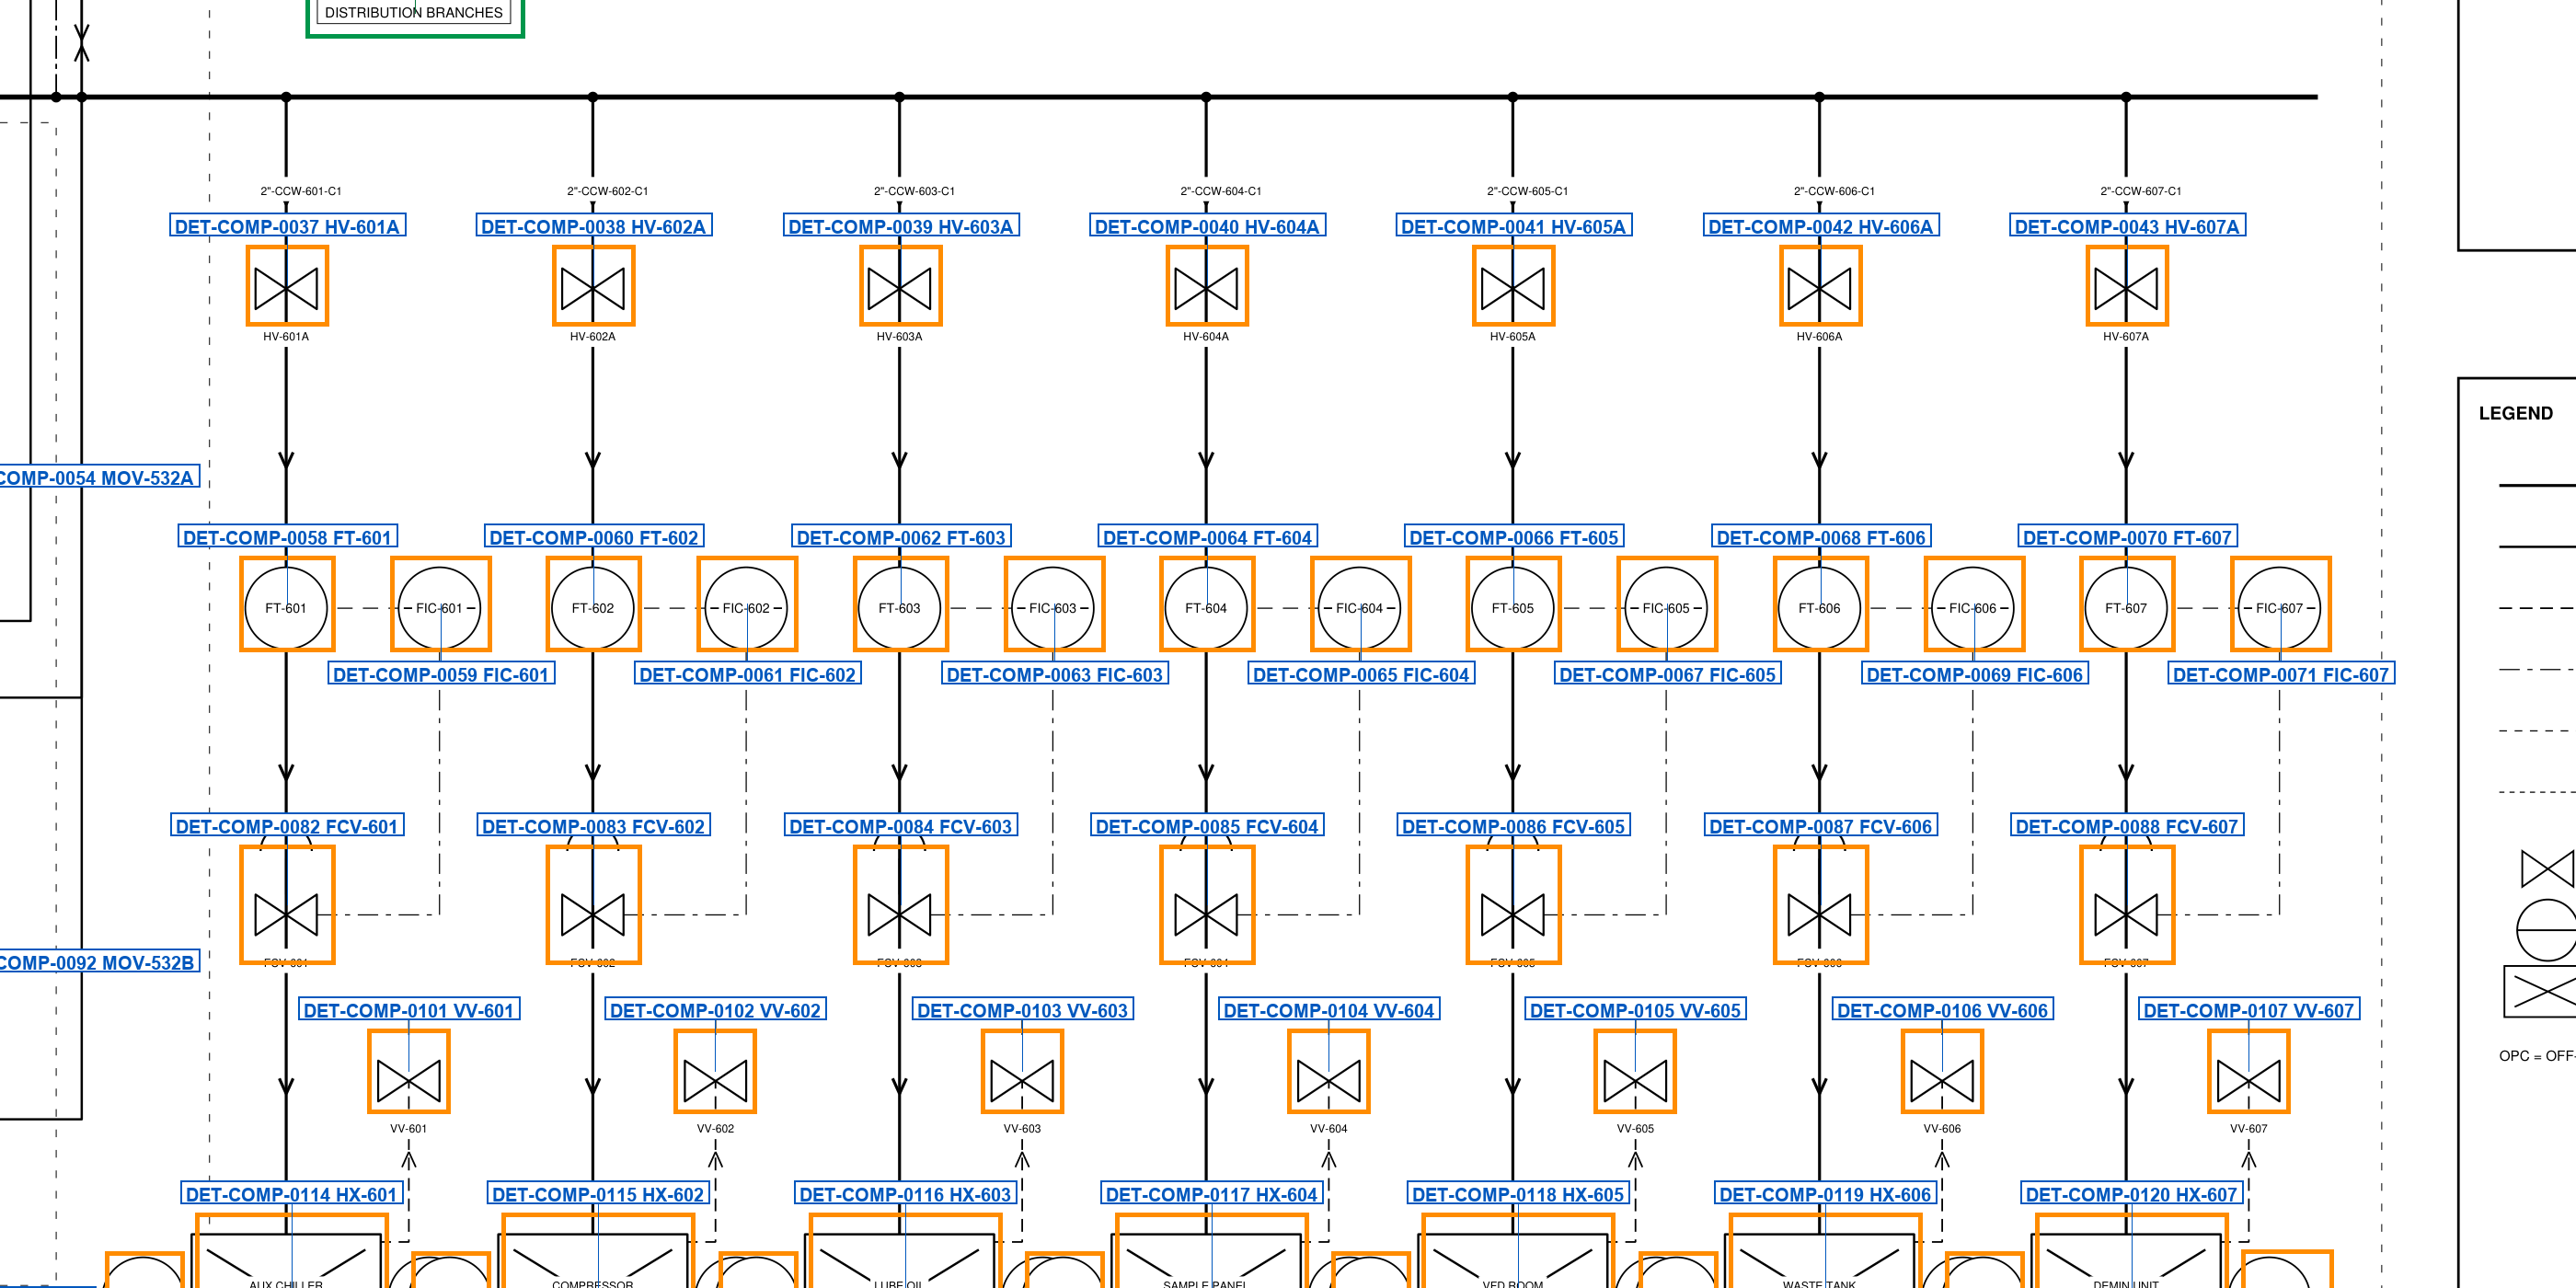 DISTRIBUTION BRANCHES
2"-CCW-601-C1 2"-CCW-602-C1 2"-CCW-603-C1 2"-CCW-604-C1 2"-CCW-605-C1 2"-CCW-606-C1 2"-CCW-607-C1
DET-COMP-0037 HV-601A DET-COMP-0038 HV-602A DET-COMP-0039 HV-603A DET-COMP-0040 HV-604A DET-COMP-0041 HV-605A DET-COMP-0042 HV-606A DET-COMP-0043 HV-607A
HV-601A HV-602A HV-603A HV-604A HV-605A HV-606A HV-607A
LEGEND
COMP-0054 MOV-532A
DET-COMP-0058 FT-601 DET-COMP-0060 FT-602 DET-COMP-0062 FT-603 DET-COMP-0064 FT-604 DET-COMP-0066 FT-605 DET-COMP-0068 FT-606 DET-COMP-0070 FT-607
FT-601 FIC-601 FT-602 FIC-602 FT-603 FIC-603 FT-604 FIC-604 FT-605 FIC-605 FT-606 FIC-606 FT-607 FIC-607
DET-COMP-0059 FIC-601 DET-COMP-0061 FIC-602 DET-COMP-0063 FIC-603 DET-COMP-0065 FIC-604 DET-COMP-0067 FIC-605 DET-COMP-0069 FIC-606 DET-COMP-0071 FIC-607
DET-COMP-0082 FCV-601 DET-COMP-0083 FCV-602 DET-COMP-0084 FCV-603 DET-COMP-0085 FCV-604 DET-COMP-0086 FCV-605 DET-COMP-0087 FCV-606 DET-COMP-0088 FCV-607
COMP-0092 MOV-532B
DET-COMP-0101 VV-601 DET-COMP-0102 VV-602 DET-COMP-0103 VV-603 DET-COMP-0104 VV-604 DET-COMP-0105 VV-605 DET-COMP-0106 VV-606 DET-COMP-0107 VV-607
OPC = OFF-
VV-601 VV-602 VV-603 VV-604 VV-605 VV-606 VV-607
DET-COMP-0114 HX-601 DET-COMP-0115 HX-602 DET-COMP-0116 HX-603 DET-COMP-0117 HX-604 DET-COMP-0118 HX-605 DET-COMP-0119 HX-606 DET-COMP-0120 HX-607
AUX CHILLER COMPRESSOR LUBE OIL SAMPLE PANEL VFD ROOM WASTE TANK DEMIN UNIT